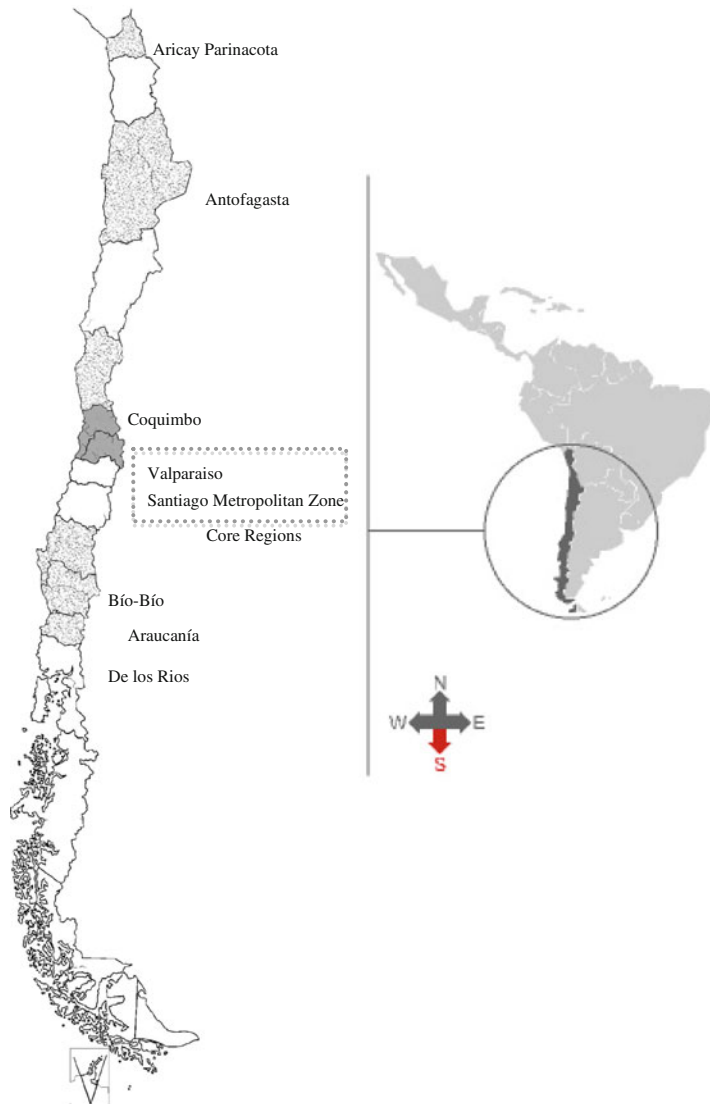 Aricay Parinacota
Antofagasta
Coquimbo
Valparaiso
Santiago Metropolitan Zone
Core Regions
Bío-Bío
Araucanía
De los Rios
N
W E
S